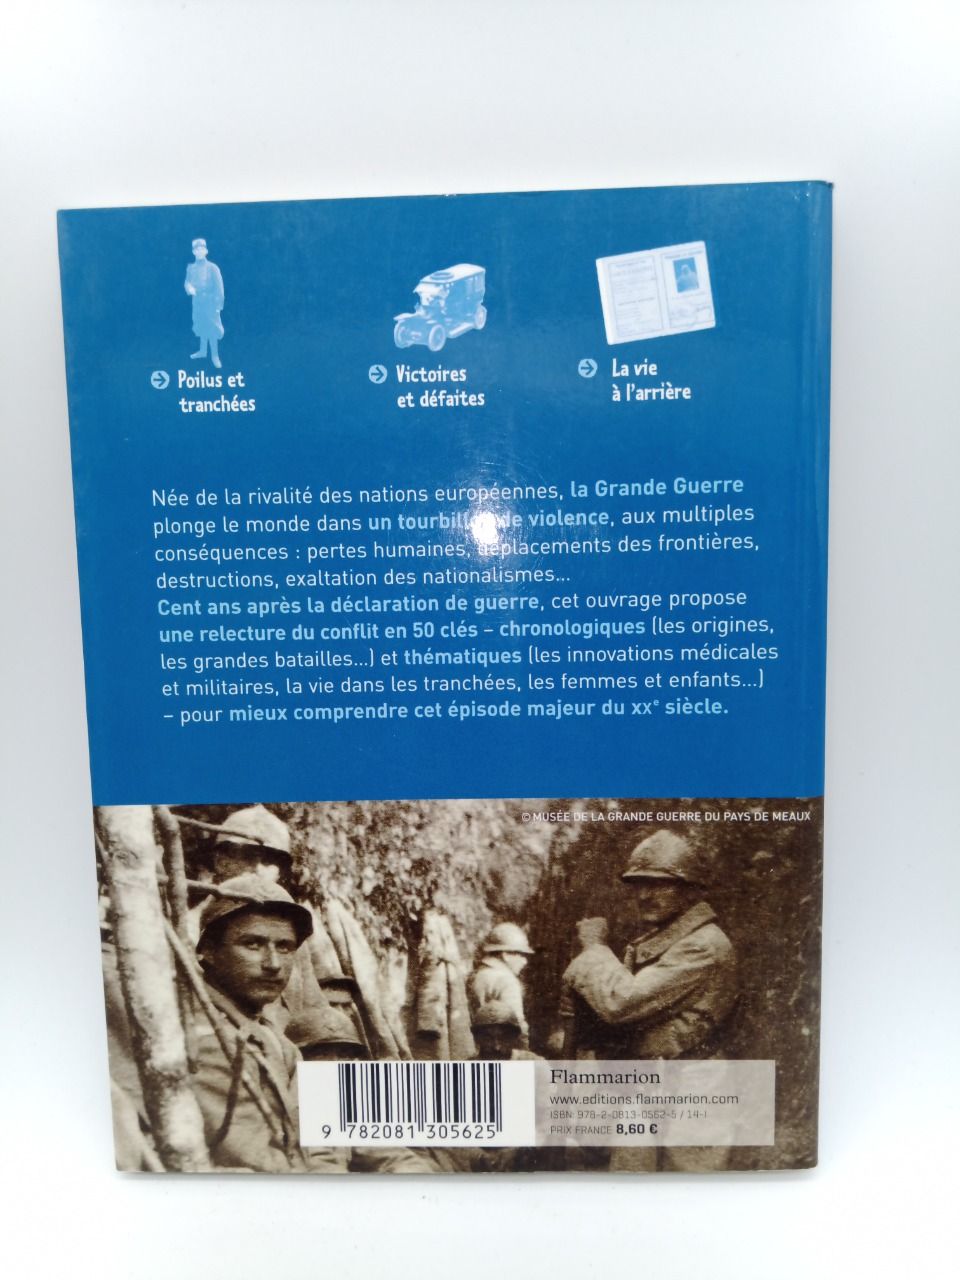 Poilus et
tranchées
Victoires
et défaites
La vie
à l'arrière
Née de la rivalité des nations européennes, la Grande Guerre
plonge le monde dans un tourbillon de violence, aux multiples
conséquences : pertes humaines, déplacements des frontières,
destructions, exaltation des nationalismes...
Cent ans après la déclaration de guerre, cet ouvrage propose
une relecture du conflit en 50 clés – chronologiques (les origines,
les grandes batailles...) et thématiques (les innovations médicales
et militaires, la vie dans les tranchées, les femmes et enfants...)
– pour mieux comprendre cet épisode majeur du XXe siècle.
© MUSÉE DE LA GRANDE GUERRE DU PAYS DE MEAUX
9 782081 305625
Flammarion
www.editions.flammarion.com
ISBN: 978-2-0813-0562-5 / 14-I
PRIX FRANCE 8,60 €